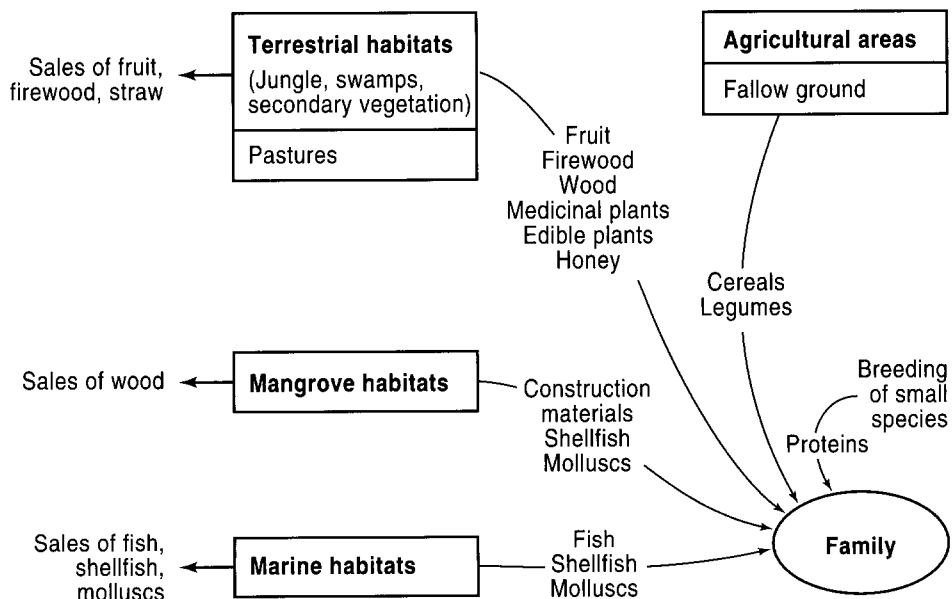 Sales of fruit,
firewood, straw
Terrestrial habitats
(Jungle, swamps,
secondary vegetation)
Pastures
Agricultural areas
Fallow ground
Fruit
Firewood
Wood
Medicinal plants
Edible plants
Honey
Cereals
Legumes
Sales of wood
Mangrove habitats
Construction
materials
Shellfish
Molluscs
Breeding
of small
species
Proteins
Sales of fish,
shellfish,
molluscs
Marine habitats
Fish
Shellfish
Molluscs
Family